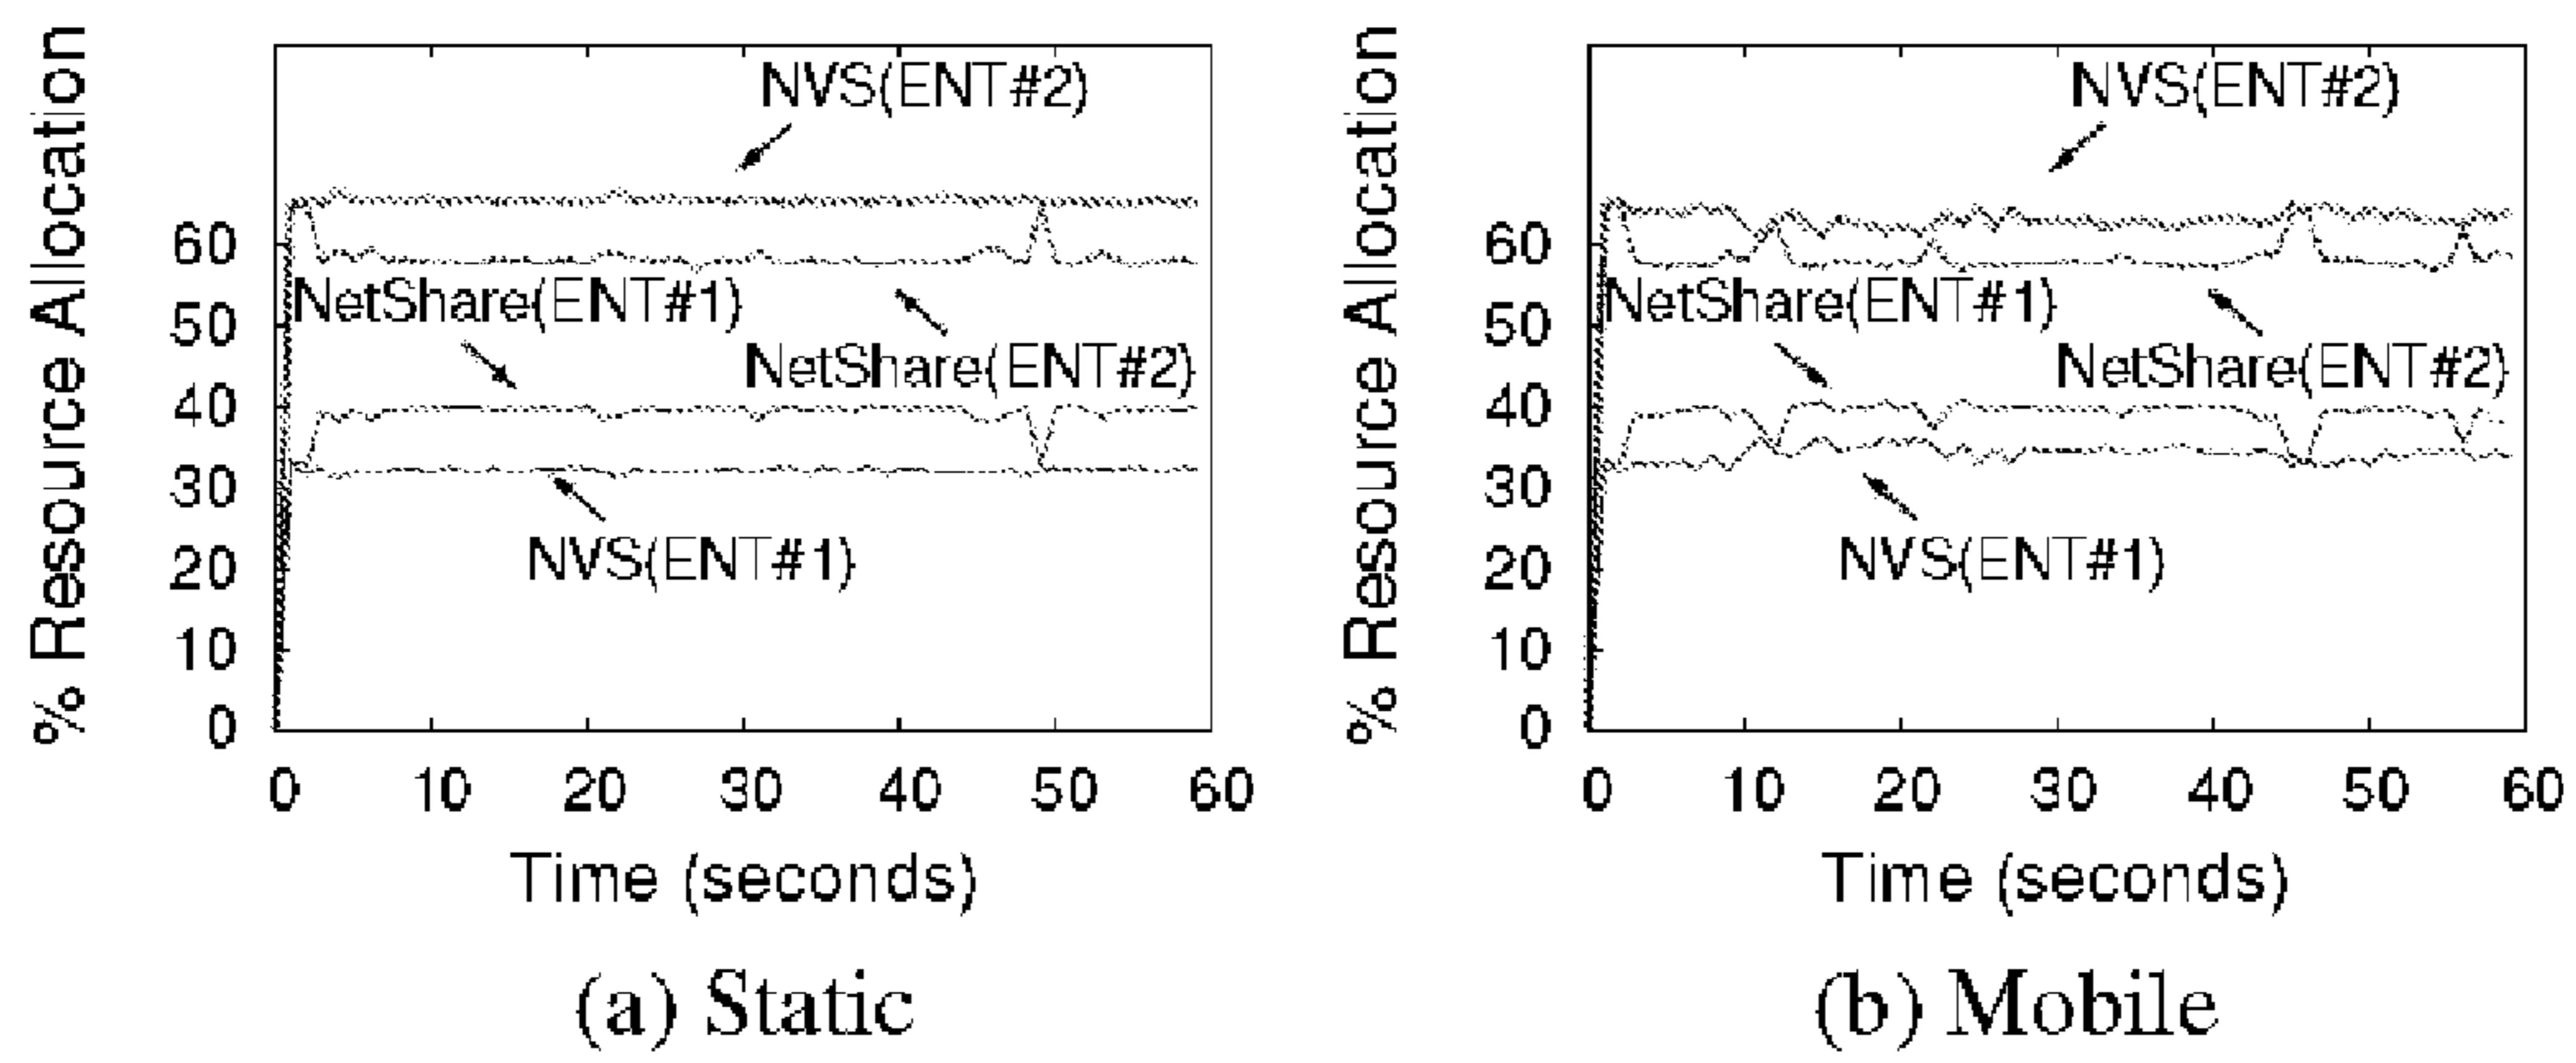 % Resource Allocation
60
50
40
30
20
10
0
NVS(ENT#2)
NetShare(ENT#1)
NetShare(ENT#2)
NVS(ENT#1)
0 10 20 30 40 50 60
Time (seconds)
(a) Static
% Resource Allocation
60
50
40
30
20
10
0
NVS(ENT#2)
NetShare(ENT#1)
NetShare(ENT#2)
NVS(ENT#1)
0 10 20 30 40 50 60
Time (seconds)
(b) Mobile